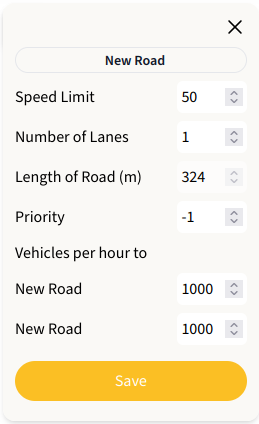 New Road
Speed Limit 50
Number of Lanes 1
Length of Road (m) 324
Priority -1
Vehicles per hour to
New Road 1000
New Road 1000
Save